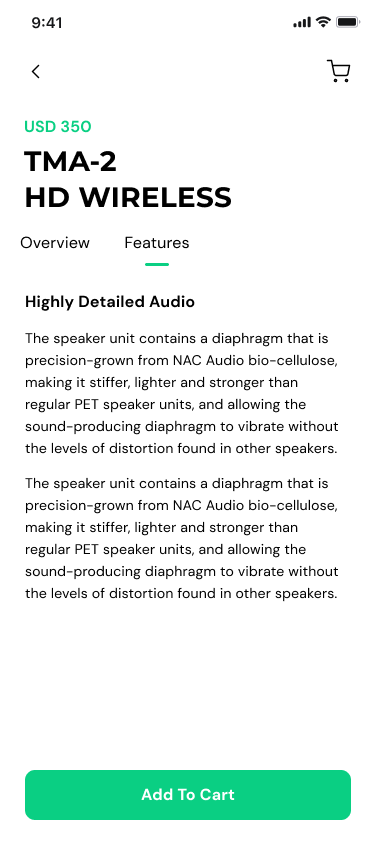 9:41
USD 350
TMA-2
HD WIRELESS
Overview Features
Highly Detailed Audio
The speaker unit contains a diaphragm that is
precision-grown from NAC Audio bio-cellulose,
making it stiffer, lighter and stronger than
regular PET speaker units, and allowing the
sound-producing diaphragm to vibrate without
the levels of distortion found in other speakers.
The speaker unit contains a diaphragm that is
precision-grown from NAC Audio bio-cellulose,
making it stiffer, lighter and stronger than
regular PET speaker units, and allowing the
sound-producing diaphragm to vibrate without
the levels of distortion found in other speakers.
Add To Cart